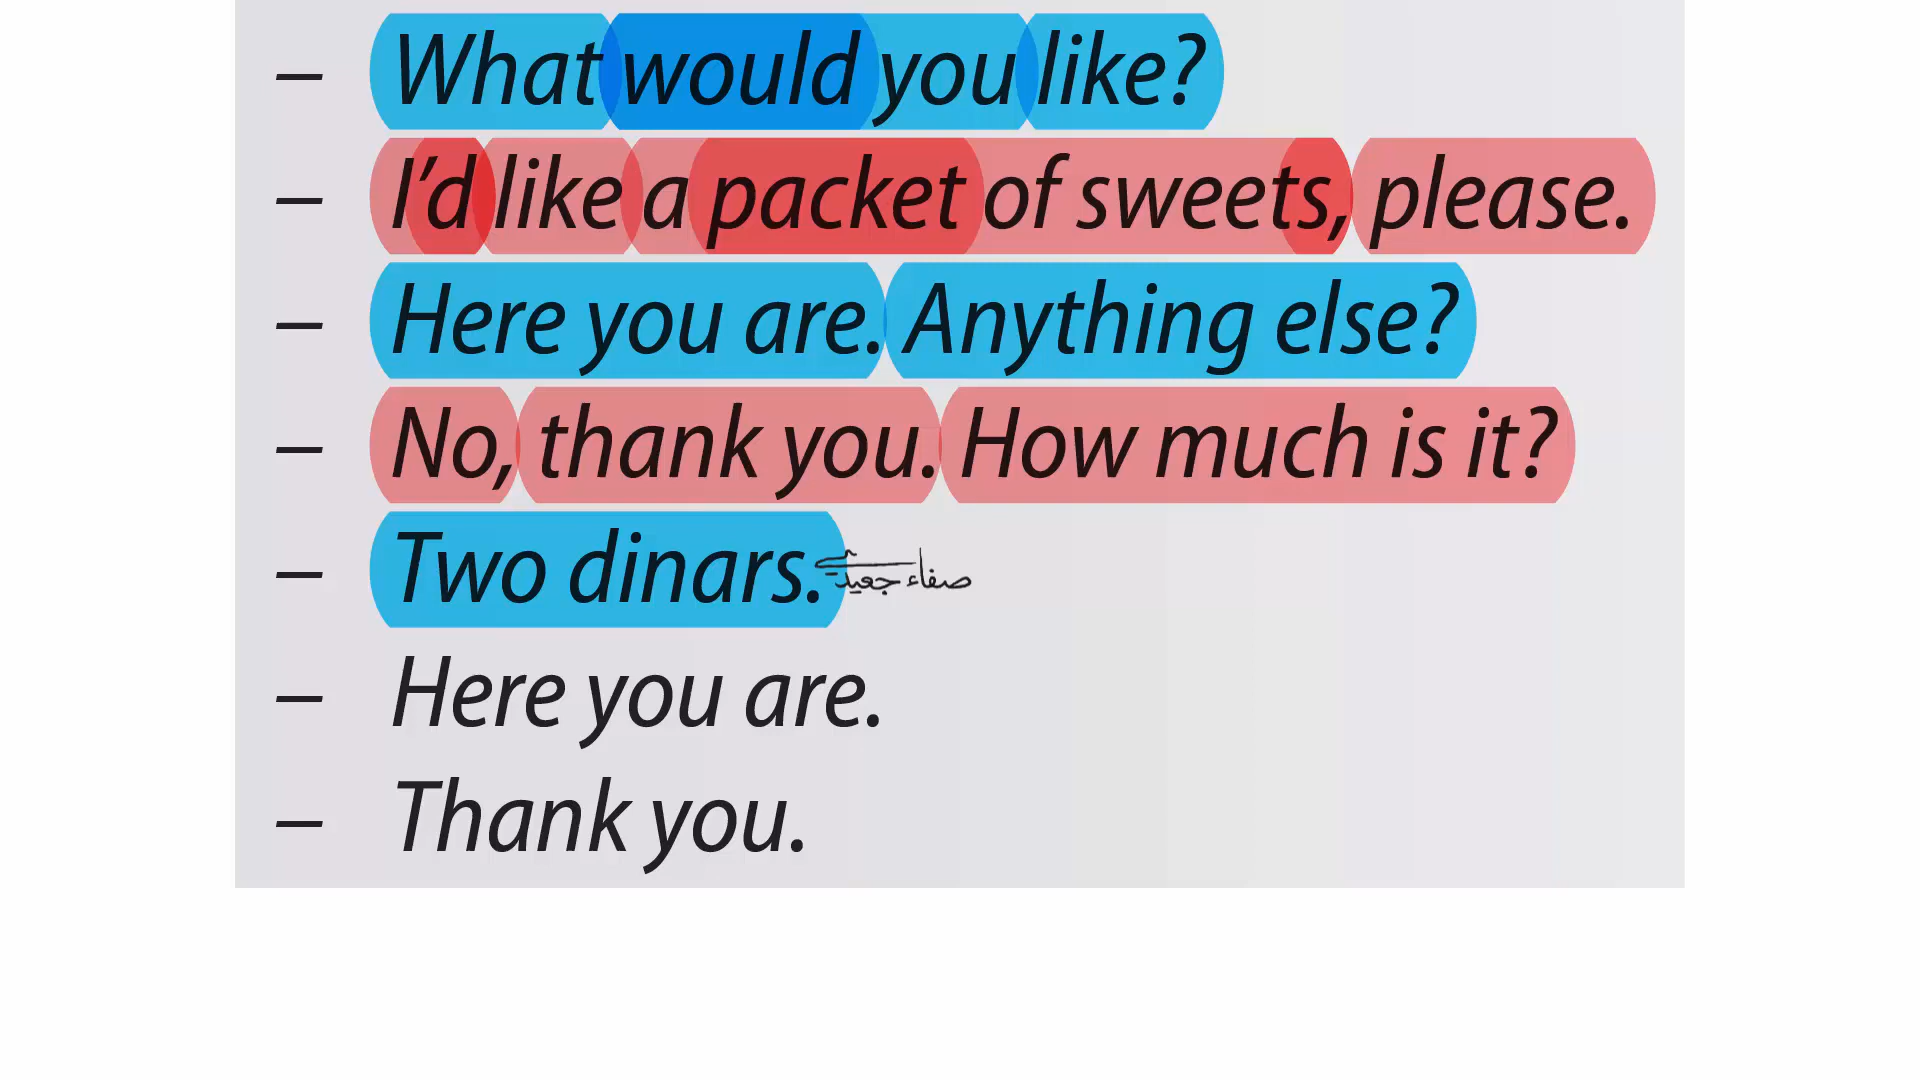 – What would you like?
– I’d like a packet of sweets, please.
– Here you are. Anything else?
– No, thank you. How much is it?
– Two dinars.
صفاء جعيد
– Here you are.
– Thank you.